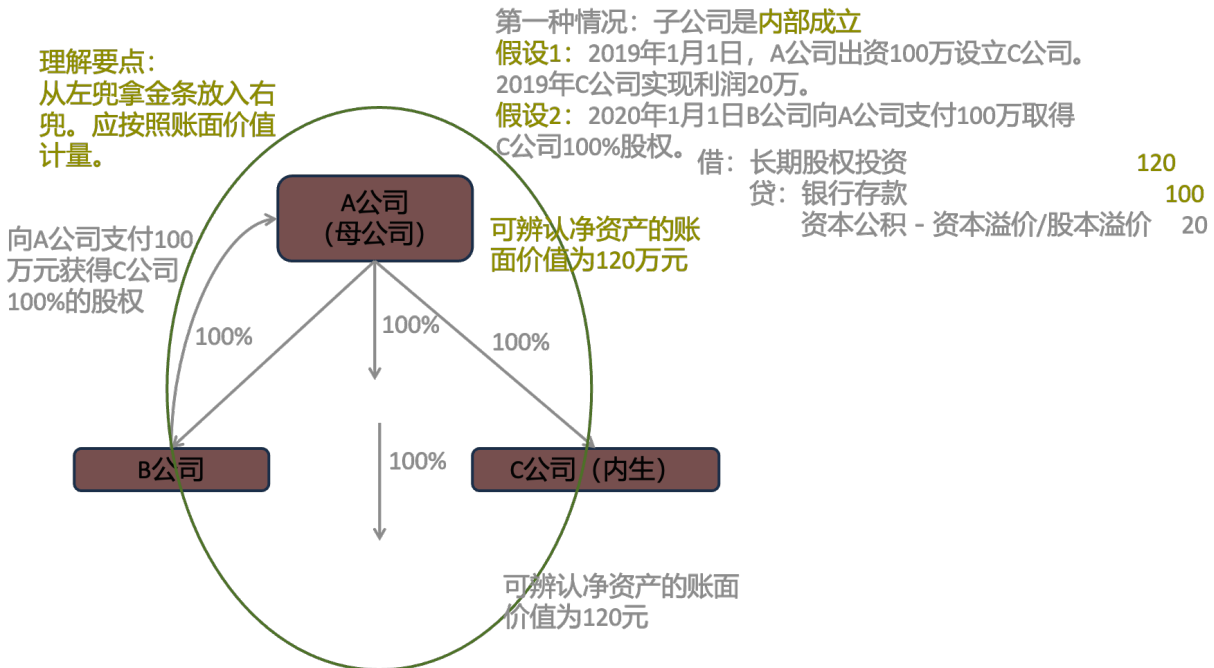 第一种情况：子公司是内部成立
假设1：2019年1月1日，A公司出资100万设立C公司。
2019年C公司实现利润20万。
假设2：2020年1月1日B公司向A公司支付100万取得
C公司100%股权。
借：长期股权投资 120
贷：银行存款 100
资本公积 - 资本溢价/股本溢价 20
理解要点：
从左兜拿金条放入右
兜。应按照账面价值
计量。
A公司
（母公司）
可辨认净资产的账
面价值为120万元
向A公司支付100
万元获得C公司
100%的股权
100%
100%
100%
B公司
100%
C公司（内生）
可辨认净资产的账面
价值为120元